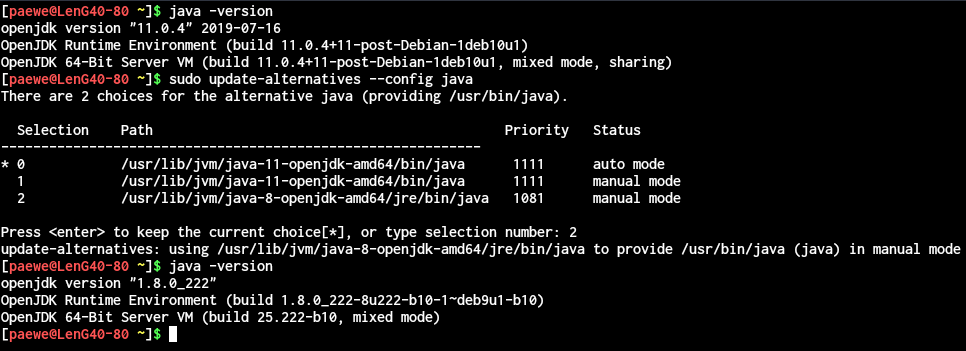 [paewe@LenG40-80 ~]$ java -version
openjdk version "11.0.4" 2019-07-16
OpenJDK Runtime Environment (build 11.0.4+11-post-Debian-1deb10u1)
OpenJDK 64-Bit Server VM (build 11.0.4+11-post-Debian-1deb10u1, mixed mode, sharing)
[paewe@LenG40-80 ~]$ sudo update-alternatives --config java
There are 2 choices for the alternative java (providing /usr/bin/java).

  Selection    Path                                            Priority   Status
------------------------------------------------------------
* 0            /usr/lib/jvm/java-11-openjdk-amd64/bin/java      1111      auto mode
  1            /usr/lib/jvm/java-11-openjdk-amd64/bin/java      1111      manual mode
  2            /usr/lib/jvm/java-8-openjdk-amd64/jre/bin/java   1081      manual mode

Press <enter> to keep the current choice[*], or type selection number: 2
update-alternatives: using /usr/lib/jvm/java-8-openjdk-amd64/jre/bin/java to provide /usr/bin/java (java) in manual mode
[paewe@LenG40-80 ~]$ java -version
openjdk version "1.8.0_222"
OpenJDK Runtime Environment (build 1.8.0_222-8u222-b10-1~deb9u1-b10)
OpenJDK 64-Bit Server VM (build 25.222-b10, mixed mode)
[paewe@LenG40-80 ~]$